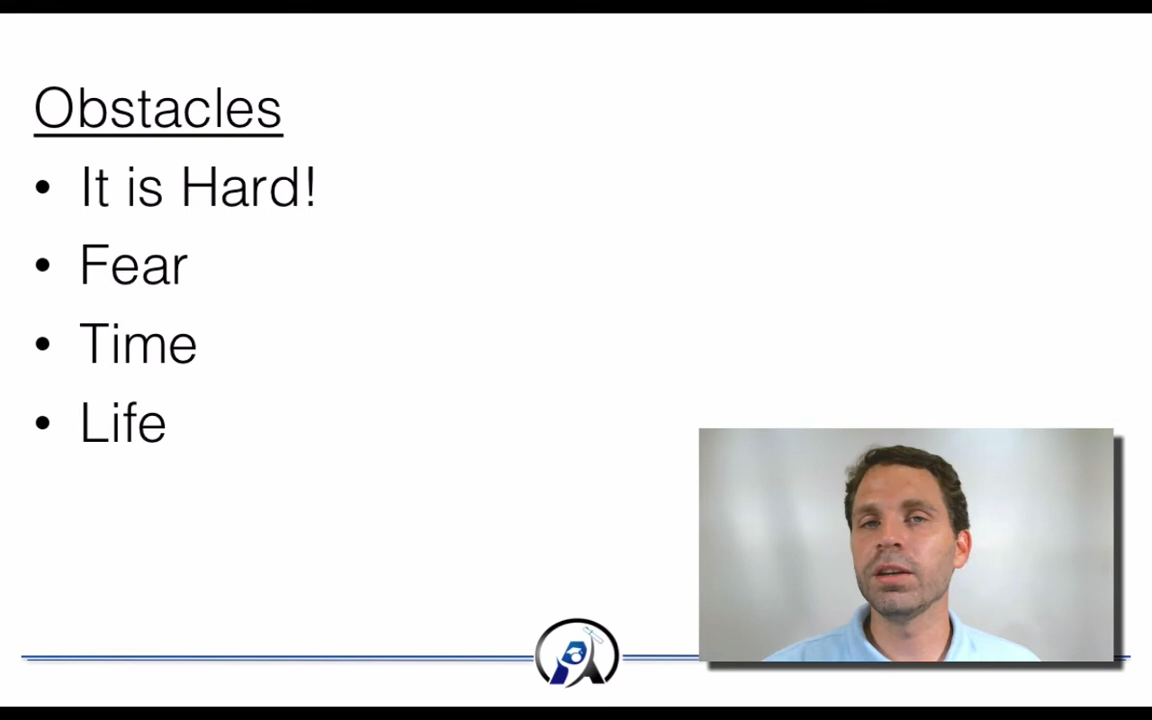 Obstacles
• It is Hard!
• Fear
• Time
• Life